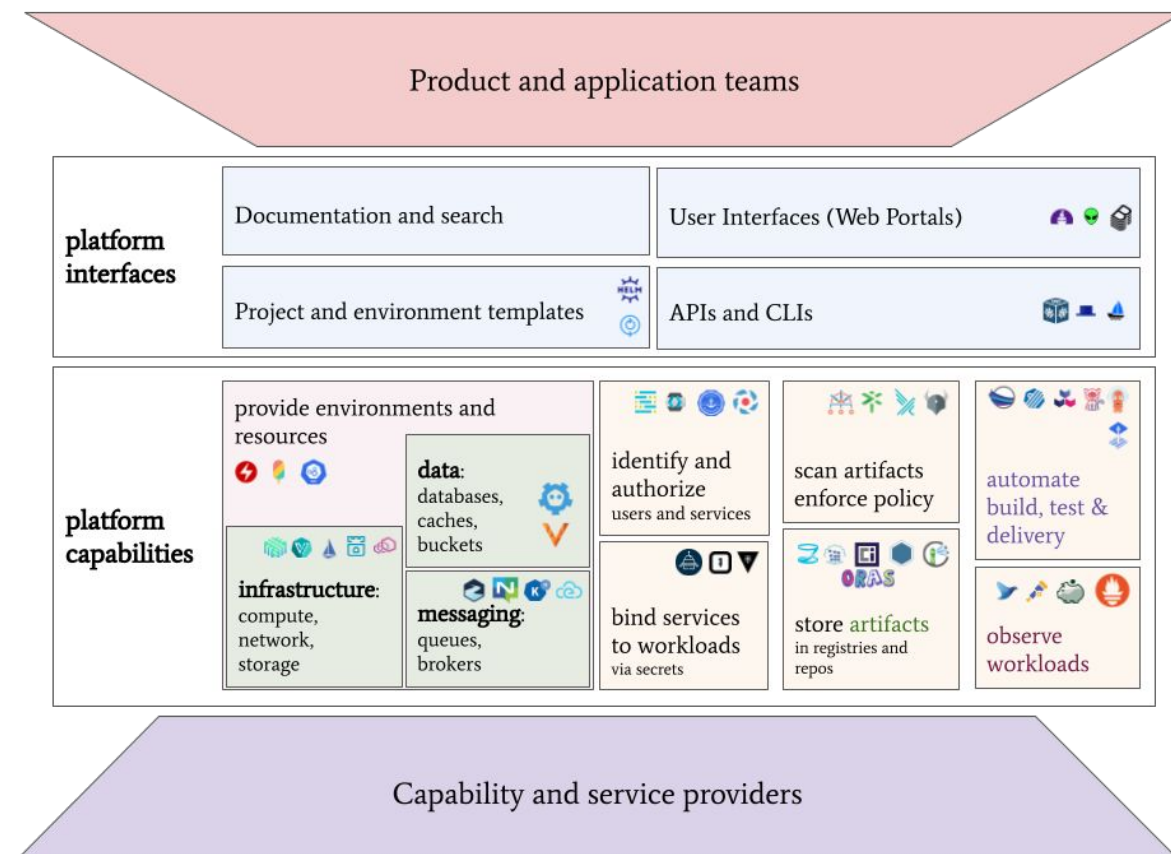 Product and application teams
platform
interfaces
Documentation and search
User Interfaces (Web Portals)
Project and environment templates
HELM
APIs and CLIs
platform
capabilities
provide environments and
resources
data:
databases,
caches,
buckets
infrastructure:
compute,
network,
storage
messaging:
queues,
brokers
identify and
authorize
users and services
bind services
to workloads
via secrets
scan artifacts
enforce policy
ORAS
store artifacts
in registries and
repos
automate
build, test &
delivery
observe
workloads
Capability and service providers